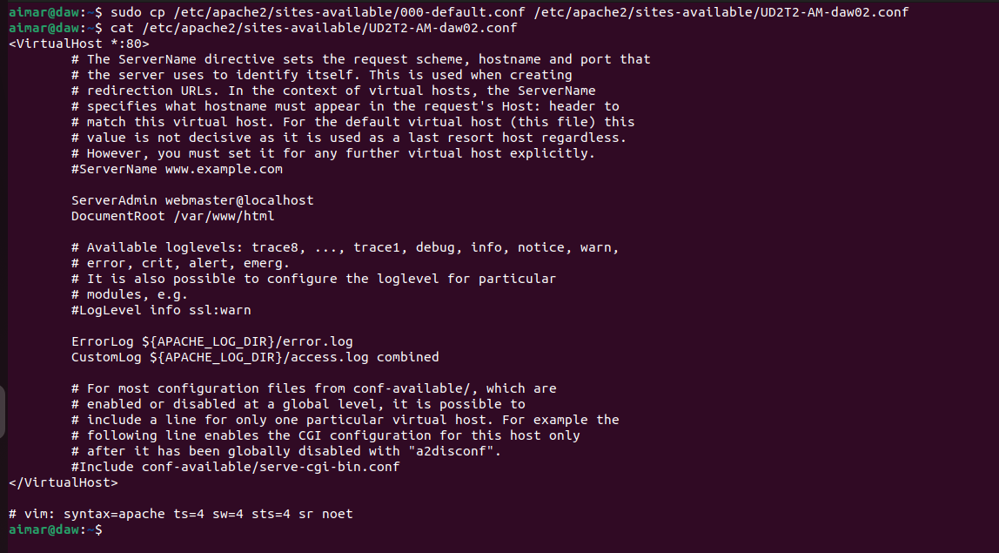 aimar@daw:~$ sudo cp /etc/apache2/sites-available/000-default.conf /etc/apache2/sites-available/UD2T2-AM-daw02.conf
aimar@daw:~$ cat /etc/apache2/sites-available/UD2T2-AM-daw02.conf
<VirtualHost *:80>
        # The ServerName directive sets the request scheme, hostname and port that
        # the server uses to identify itself. This is used when creating
        # redirection URLs. In the context of virtual hosts, the ServerName
        # specifies what hostname must appear in the request's Host: header to
        # match this virtual host. For the default virtual host (this file) this
        # value is not decisive as it is used as a last resort host regardless.
        # However, you must set it for any further virtual host explicitly.
        #ServerName www.example.com

        ServerAdmin webmaster@localhost
        DocumentRoot /var/www/html

        # Available loglevels: trace8, ..., trace1, debug, info, notice, warn,
        # error, crit, alert, emerg.
        # It is also possible to configure the loglevel for particular
        # modules, e.g.
        #LogLevel info ssl:warn

        ErrorLog ${APACHE_LOG_DIR}/error.log
        CustomLog ${APACHE_LOG_DIR}/access.log combined

        # For most configuration files from conf-available/, which are
        # enabled or disabled at a global level, it is possible to
        # include a line for only one particular virtual host. For example the
        # following line enables the CGI configuration for this host only
        # after it has been globally disabled with "a2disconf".
        #Include conf-available/serve-cgi-bin.conf
</VirtualHost>

# vim: syntax=apache ts=4 sw=4 sts=4 sr noet
aimar@daw:~$